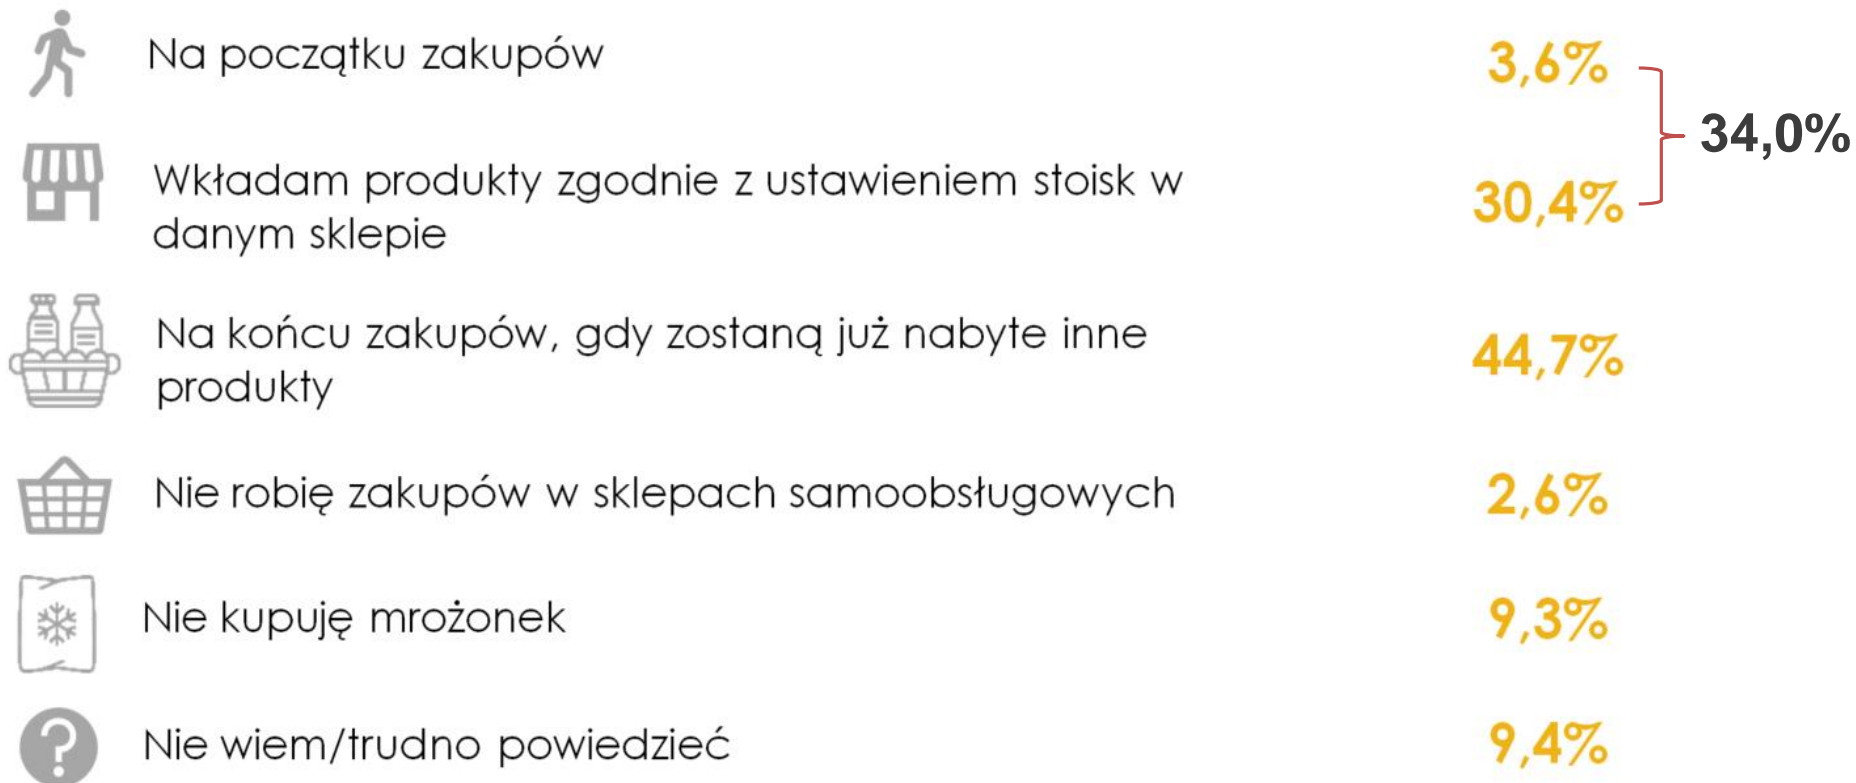 Na początku zakupów 3,6%
34,0%
Wkładam produkty zgodnie z ustawieniem stoisk w
danym sklepie 30,4%
Na końcu zakupów, gdy zostaną już nabyte inne
produkty 44,7%
Nie robię zakupów w sklepach samoobsługowych 2,6%
Nie kupuję mrożonek 9,3%
? Nie wiem/trudno powiedzieć 9,4%